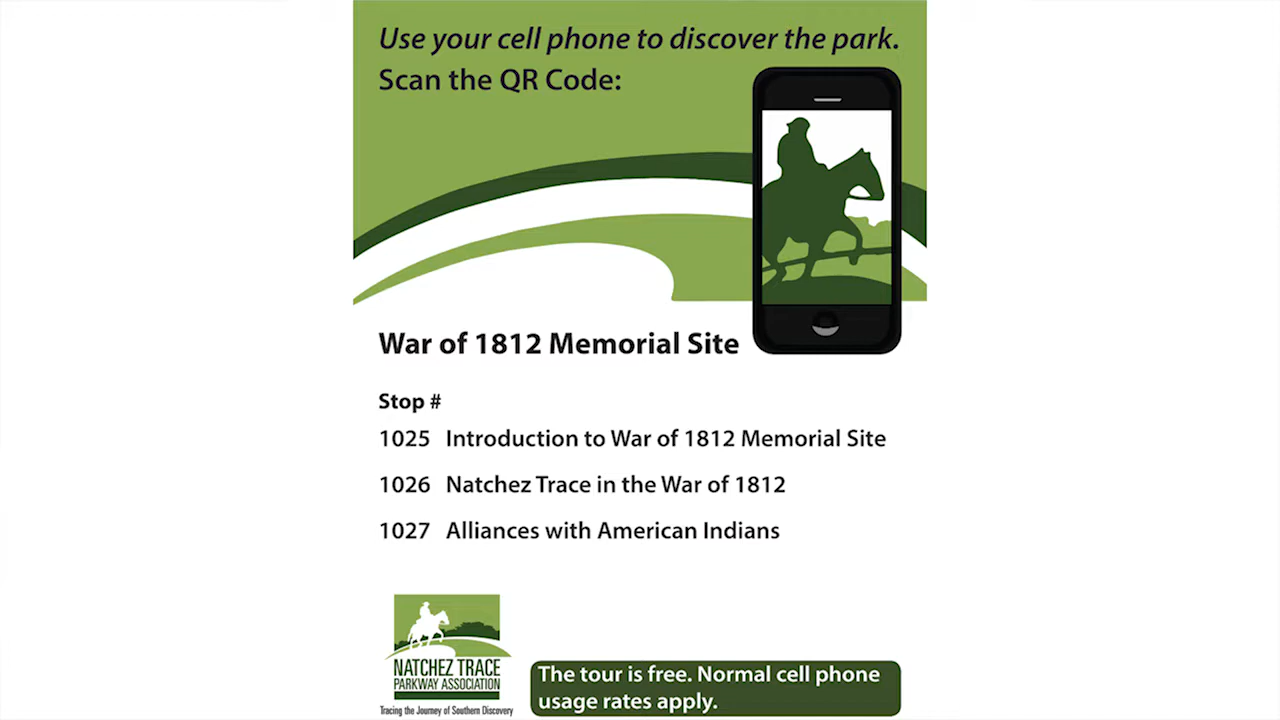 Use your cell phone to discover the park.
Scan the QR Code:
War of 1812 Memorial Site
Stop #
1025 Introduction to War of 1812 Memorial Site
1026 Natchez Trace in the War of 1812
1027 Alliances with American Indians
NATCHEZ TRACE
PARKWAY ASSOCIATION
Tracing the Journey of Southern Discovery
The tour is free. Normal cell phone
usage rates apply.